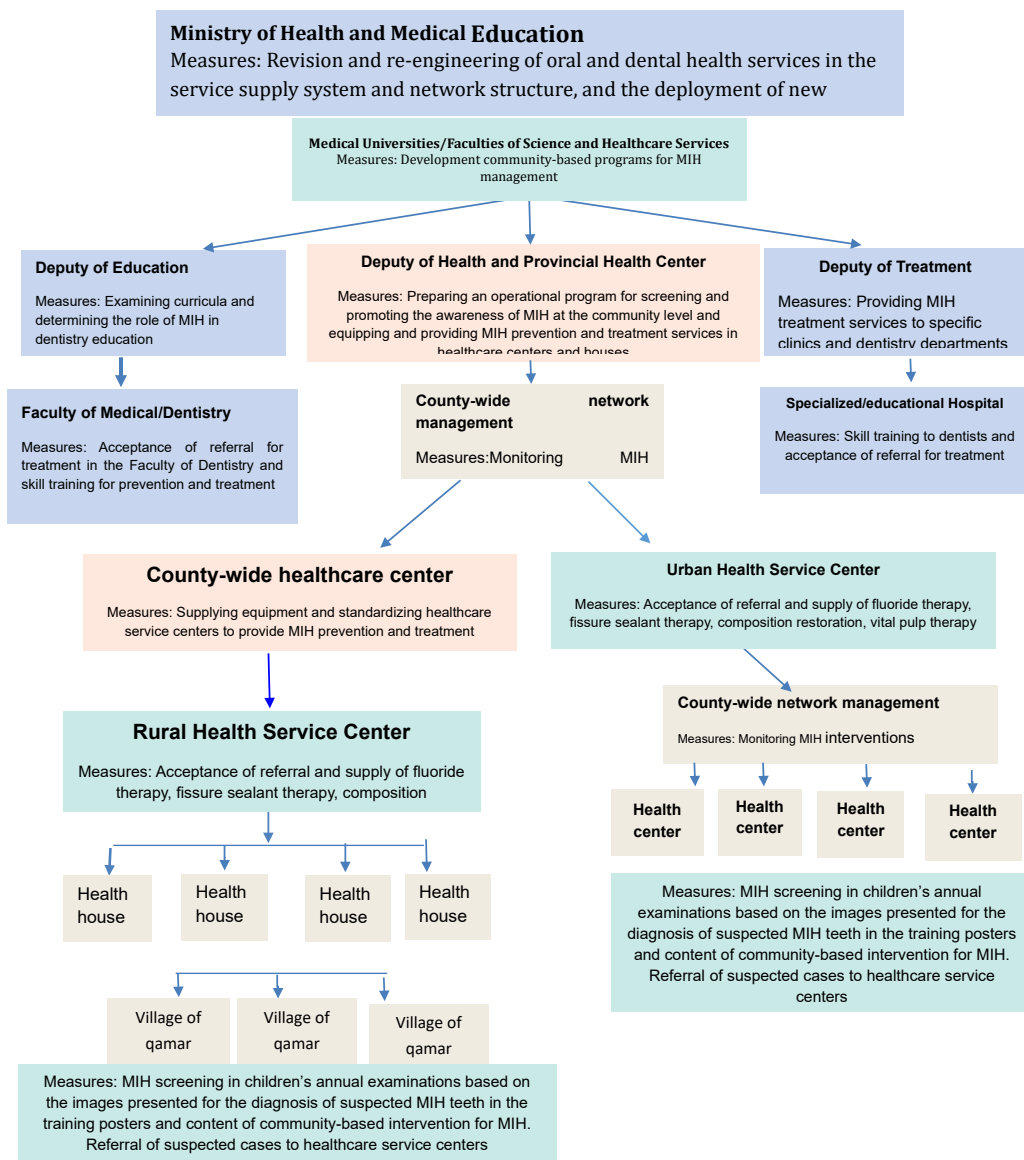 Ministry of Health and Medical Education
Measures: Revision and re-engineering of oral and dental health services in the
service supply system and network structure, and the deployment of new
Medical Universities/Faculties of Science and Healthcare Services
Measures: Development community-based programs for MIH
management
Deputy of Education
Measures: Examining curricula and
determining the role of MIH in
dentistry education
Deputy of Health and Provincial Health Center
Measures: Preparing an operational program for screening and
promoting the awareness of MIH at the community level and
equipping and providing MIH prevention and treatment services in
healthcare centers and houses
Deputy of Treatment
Measures: Providing MIH
treatment services to specific
clinics and dentistry departments
Faculty of Medical/Dentistry
Measures: Acceptance of referral for
treatment in the Faculty of Dentistry and
skill training for prevention and treatment
County-wide network
management
Measures:Monitoring MIH
Specialized/educational Hospital
Measures: Skill training to dentists and
acceptance of referral for treatment
County-wide healthcare center
Measures: Supplying equipment and standardizing healthcare
service centers to provide MIH prevention and treatment
Urban Health Service Center
Measures: Acceptance of referral and supply of fluoride therapy,
fissure sealant therapy, composition restoration, vital pulp therapy
Rural Health Service Center
Measures: Acceptance of referral and supply of fluoride
therapy, fissure sealant therapy, composition
County-wide network management
Measures: Monitoring MIH interventions
Health
center
Health
center
Health
center
Health
center
Health
house
Health
house
Health
house
Health
house
Measures: MIH screening in children's annual
examinations based on the images presented for the
diagnosis of suspected MIH teeth in the training posters
and content of community-based intervention for MIH.
Referral of suspected cases to healthcare service
centers
Village of
qamar
Village of
qamar
Village of
qamar
Measures: MIH screening in children's annual examinations based on
the images presented for the diagnosis of suspected MIH teeth in the
training posters and content of community-based intervention for MIH.
Referral of suspected cases to healthcare service centers